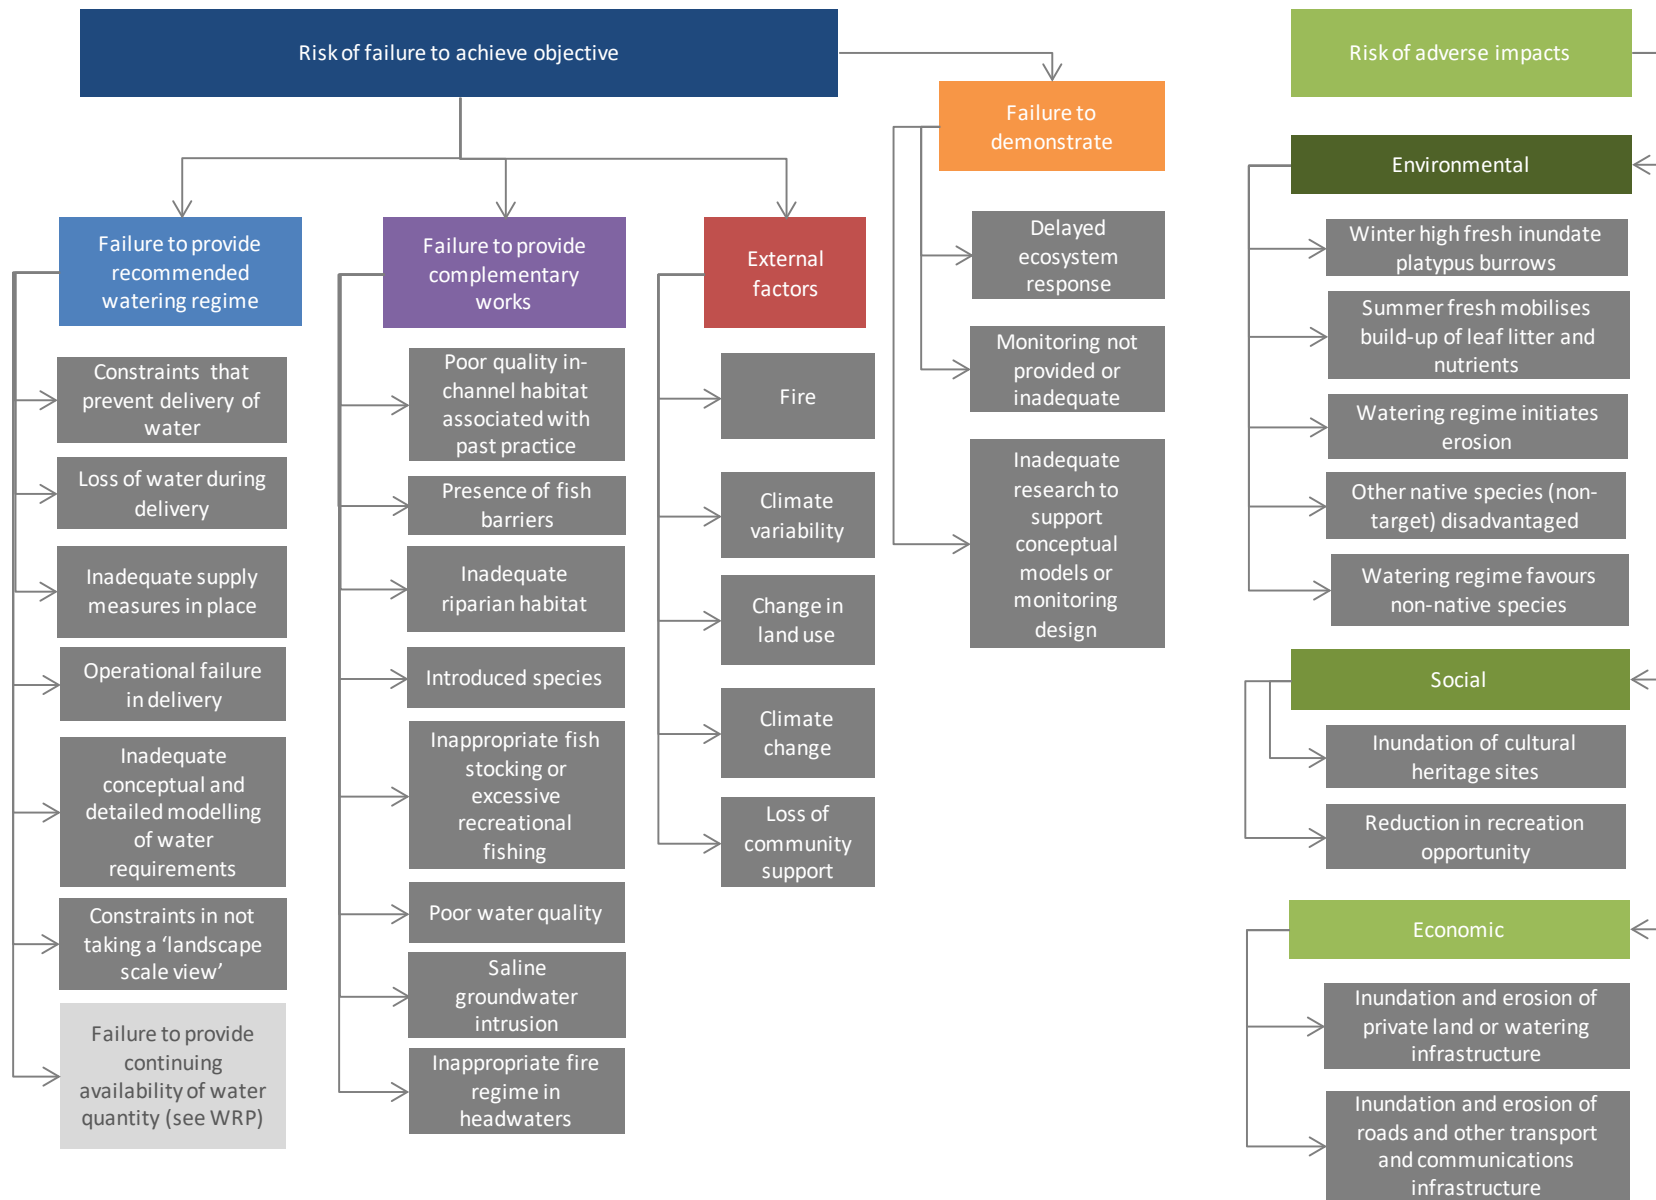 Risk of failure to achieve objective
Failure to provide
recommended
watering regime
Constraints that
prevent delivery of
water
Loss of water during
delivery
Inadequate supply
measures in place
Operational failure
in delivery
Inadequate
conceptual and
detailed modelling
of water
requirements
Constraints in not
taking a ‘landscape
scale view’
Failure to provide
continuing
availability of water
quantity (see WRP)
Failure to provide
complementary
works
Poor quality in-
channel habitat
associated with
past practice
Presence of fish
barriers
Inadequate
riparian habitat
Introduced species
Inappropriate fish
stocking or
excessive
recreational
fishing
Poor water quality
Saline
groundwater
intrusion
Inappropriate fire
regime in
headwaters
External
factors
Fire
Climate
variability
Change in
land use
Climate
change
Loss of
community
support
Failure to
demonstrate
Delayed
ecosystem
response
Monitoring not
provided or
inadequate
Inadequate
research to
support
conceptual
models or
monitoring
design
Risk of adverse impacts
Environmental
Winter high fresh inundate
platypus burrows
Summer fresh mobilises
build-up of leaf litter and
nutrients
Watering regime initiates
erosion
Other native species (non-
target) disadvantaged
Watering regime favours
non-native species
Social
Inundation of cultural
heritage sites
Reduction in recreation
opportunity
Economic
Inundation and erosion of
private land or watering
infrastructure
Inundation and erosion of
roads and other transport
and communications
infrastructure